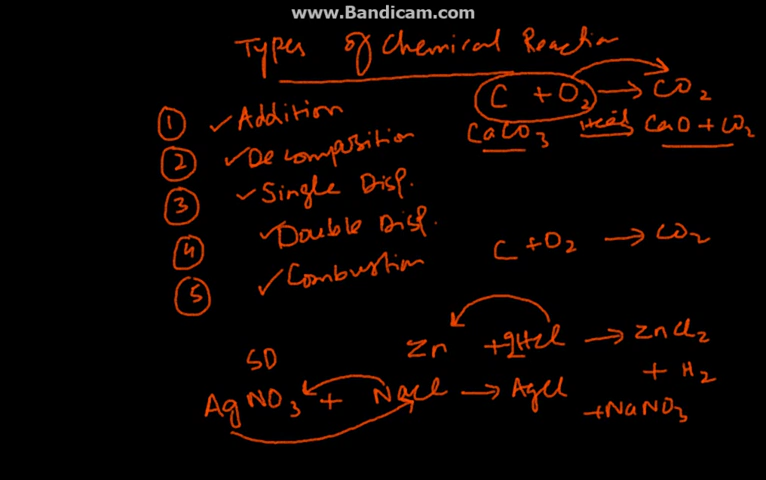 www.Bandicam.com
Types of Chemical Reaction
C + O₂ → CO₂
① ✓ Addition
CaCO₃ Heat CaO + CO₂
② ✓ Decomposition
③ ✓ Single Disp.
④ ✓ Double Disp.
C + O₂ → CO₂
⑤ ✓ Combustion
Zn + 2HCl → ZnCl₂
+ H₂
SD
AgNO₃ + NaCl → AgCl
+ NaNO₃